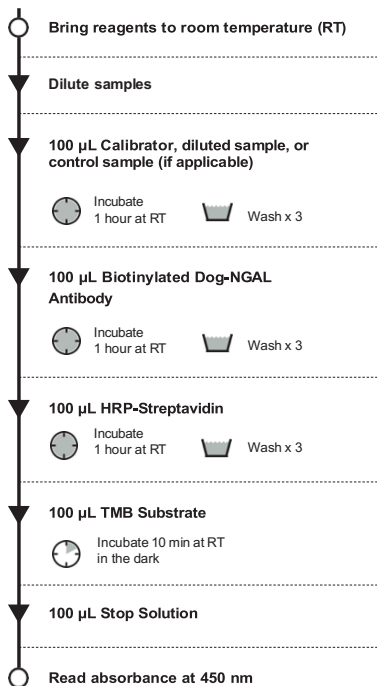 Bring reagents to room temperature (RT)
Dilute samples
100 µL Calibrator, diluted sample, or
control sample (if applicable)
Incubate
1 hour at RT
Wash x 3
100 µL Biotinylated Dog-NGAL
Antibody
Incubate
1 hour at RT
Wash x 3
100 µL HRP-Streptavidin
Incubate
1 hour at RT
Wash x 3
100 µL TMB Substrate
Incubate 10 min at RT
in the dark
100 µL Stop Solution
Read absorbance at 450 nm